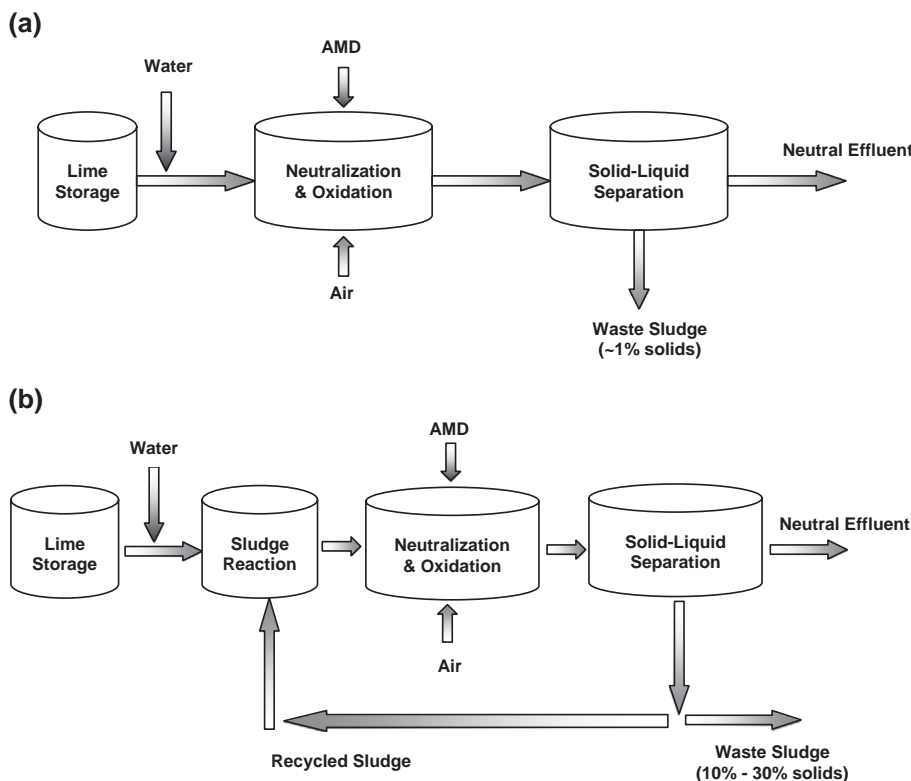 (a)
AMD
Water
Lime
Storage
Neutralization
& Oxidation
Solid-Liquid
Separation
Neutral Effluent
Air
Waste Sludge
(~1% solids)
(b)
Water
AMD
Lime
Storage
Sludge
Reaction
Neutralization
& Oxidation
Solid-Liquid
Separation
Neutral Effluent
Air
Recycled Sludge
Waste Sludge
(10% - 30% solids)